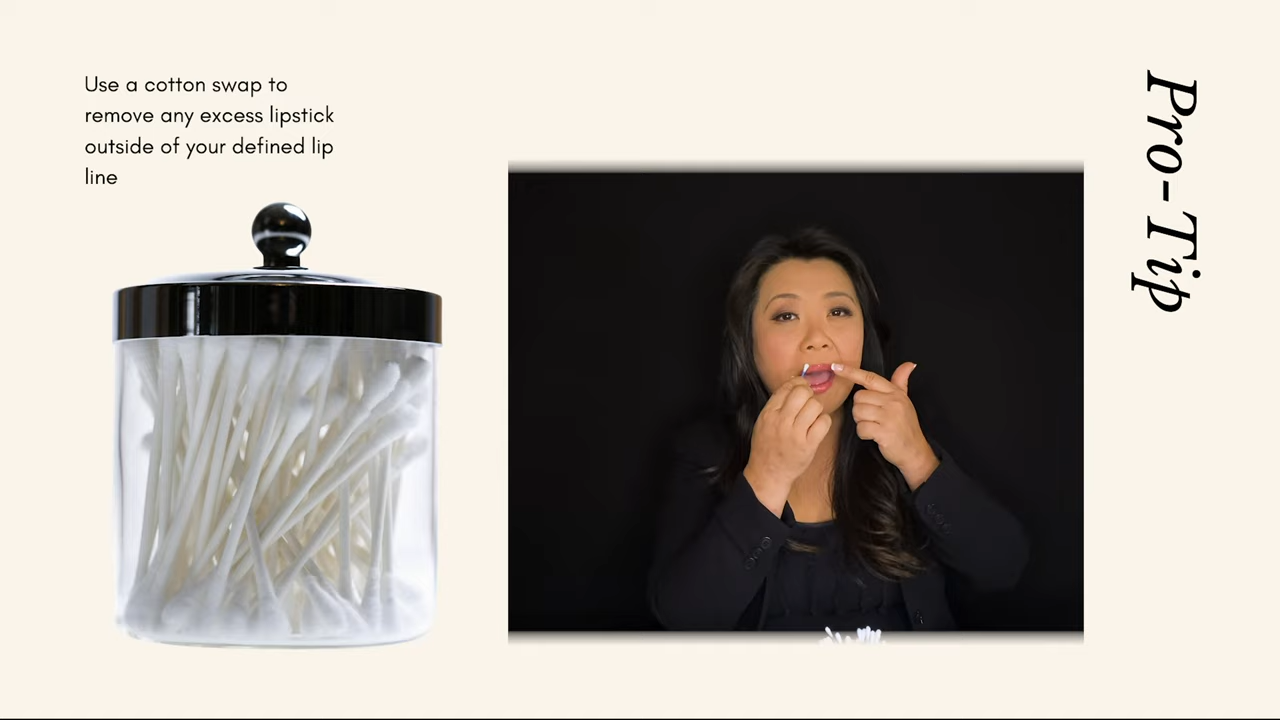 Use a cotton swap to
remove any excess lipstick
outside of your defined lip
line
Pro-Tip